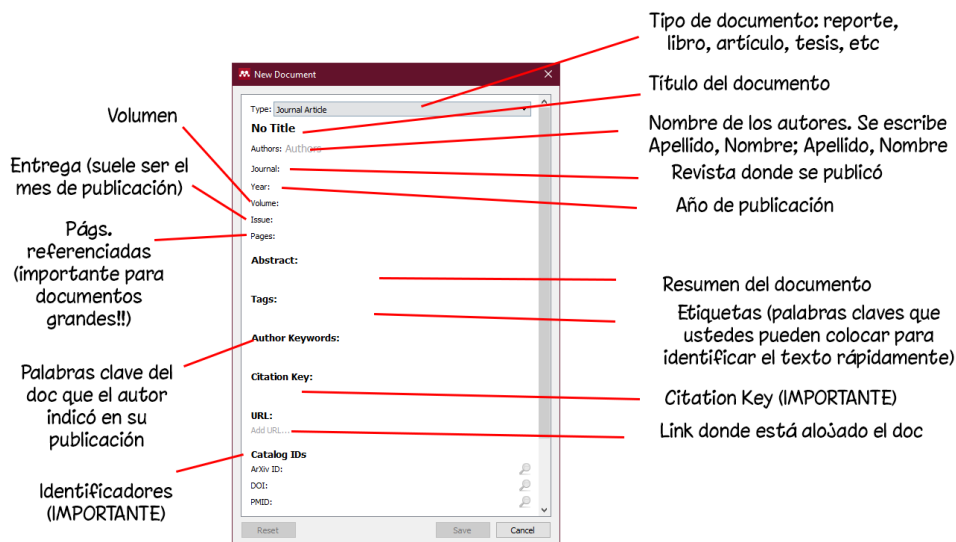 Tipo de documento: reporte,
libro, artículo, tesis, etc
Título del documento
Nombre de los autores. Se escribe
Apellido, Nombre; Apellido, Nombre
Revista donde se publicó
Año de publicación
Resumen del documento
Etiquetas (palabras claves que
ustedes pueden colocar para
identificar el texto rápidamente)
Citation Key (IMPORTANTE)
Link donde está alojado el doc
Volumen
Entrega (suele ser el
mes de publicación)
Págs.
referenciadas
(importante para
documentos
grandes!!)
Palabras clave del
doc que el autor
indicó en su
publicación
Identificadores
(IMPORTANTE)
New Document
Type: Journal Article
No Title
Authors: Authors
Journal:
Year:
Volume:
Issue:
Pages:
Abstract:
Tags:
Author Keywords:
Citation Key:
URL:
Add URL...
Catalog IDs
ArXiv ID:
DOI:
PMID:
Reset Save Cancel